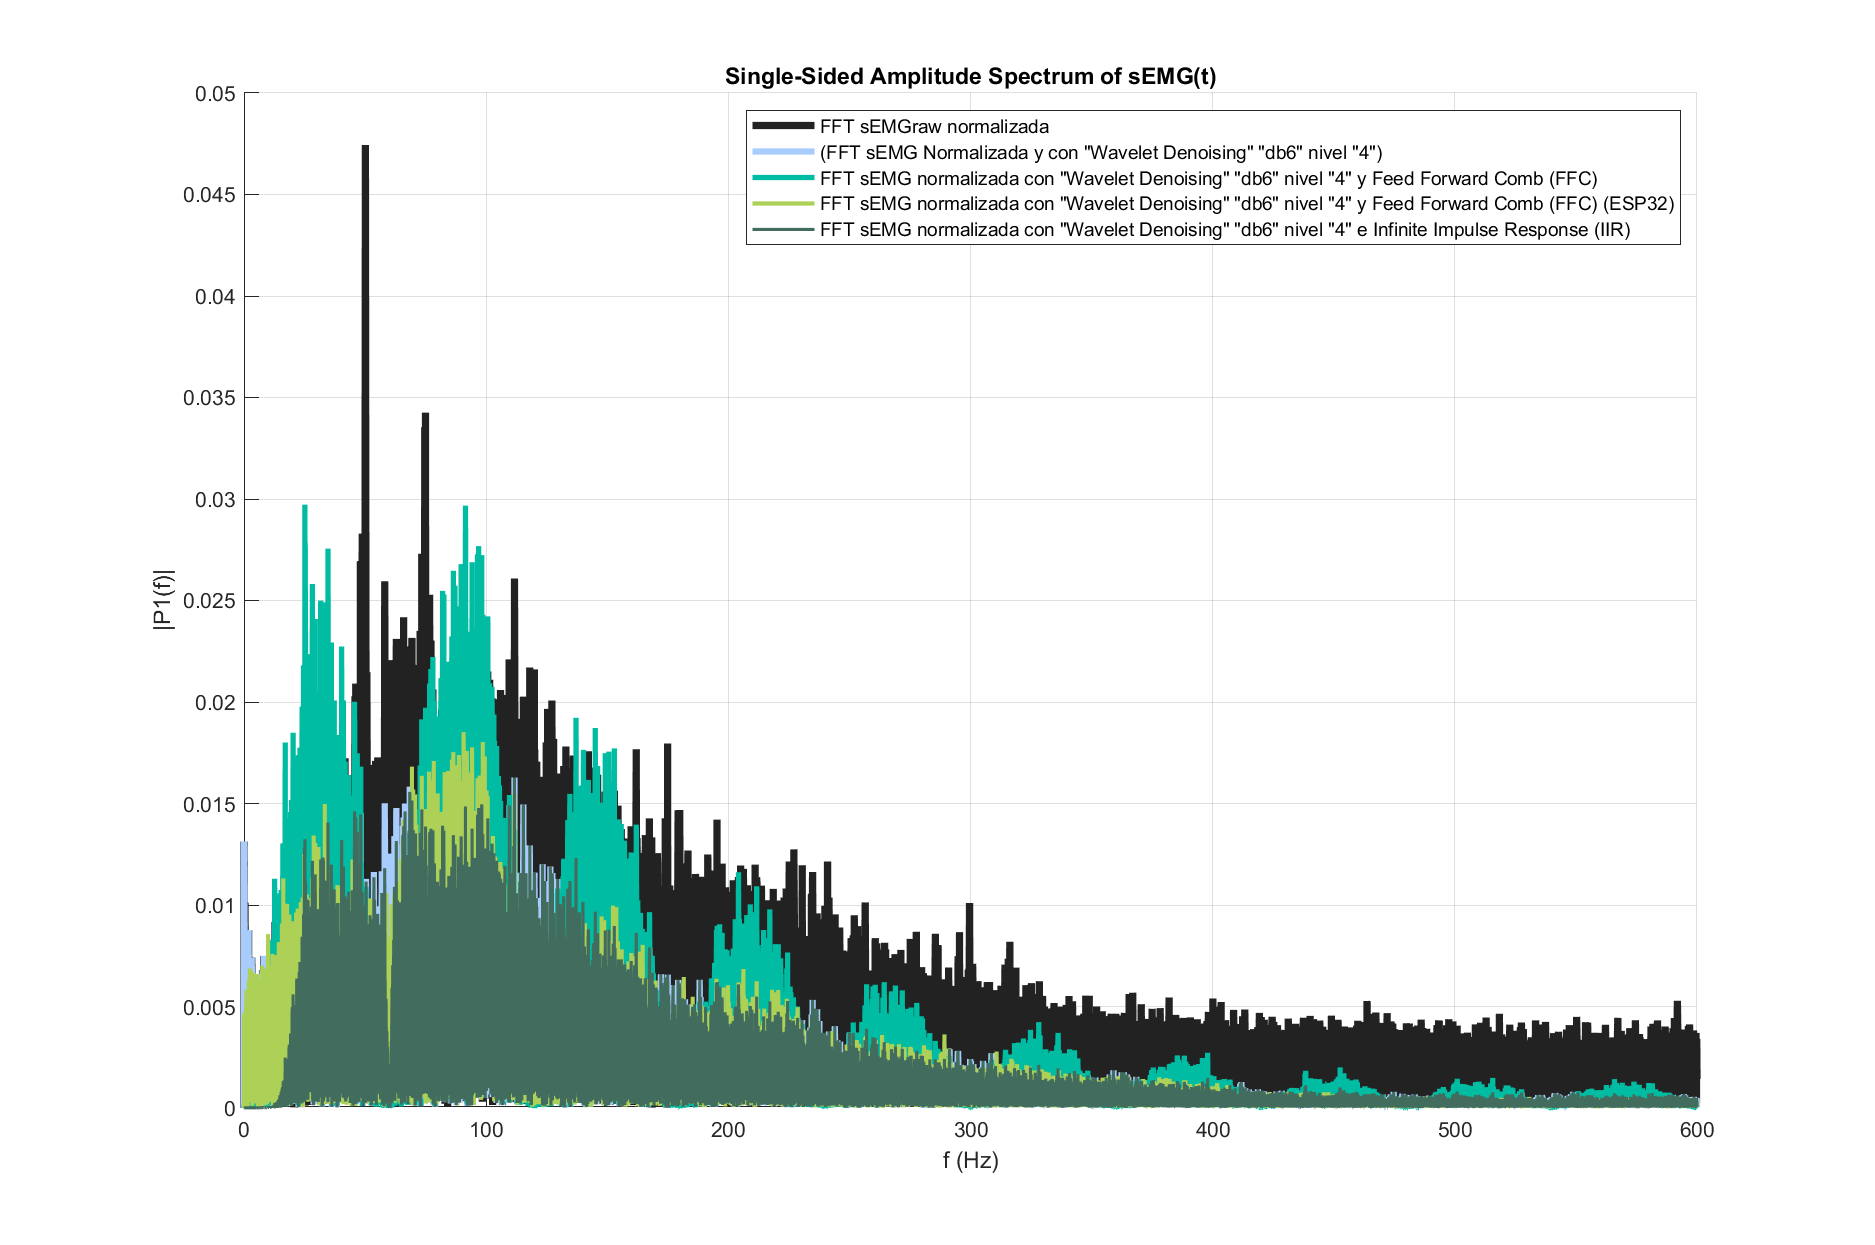 Single-Sided Amplitude Spectrum of sEMG(t)
FFT sEMGraw normalizada
(FFT sEMG Normalizada y con "Wavelet Denoising" "db6" nivel "4")
FFT sEMG normalizada con "Wavelet Denoising" "db6" nivel "4" y Feed Forward Comb (FFC)
FFT sEMG normalizada con "Wavelet Denoising" "db6" nivel "4" y Feed Forward Comb (FFC) (ESP32)
FFT sEMG normalizada con "Wavelet Denoising" "db6" nivel "4" e Infinite Impulse Response (IIR)
0.05
0.045
0.04
0.035
0.03
0.025
0.02
0.015
0.01
0.005
0
|P1(f)|
0 100 200 300 400 500 600
f (Hz)